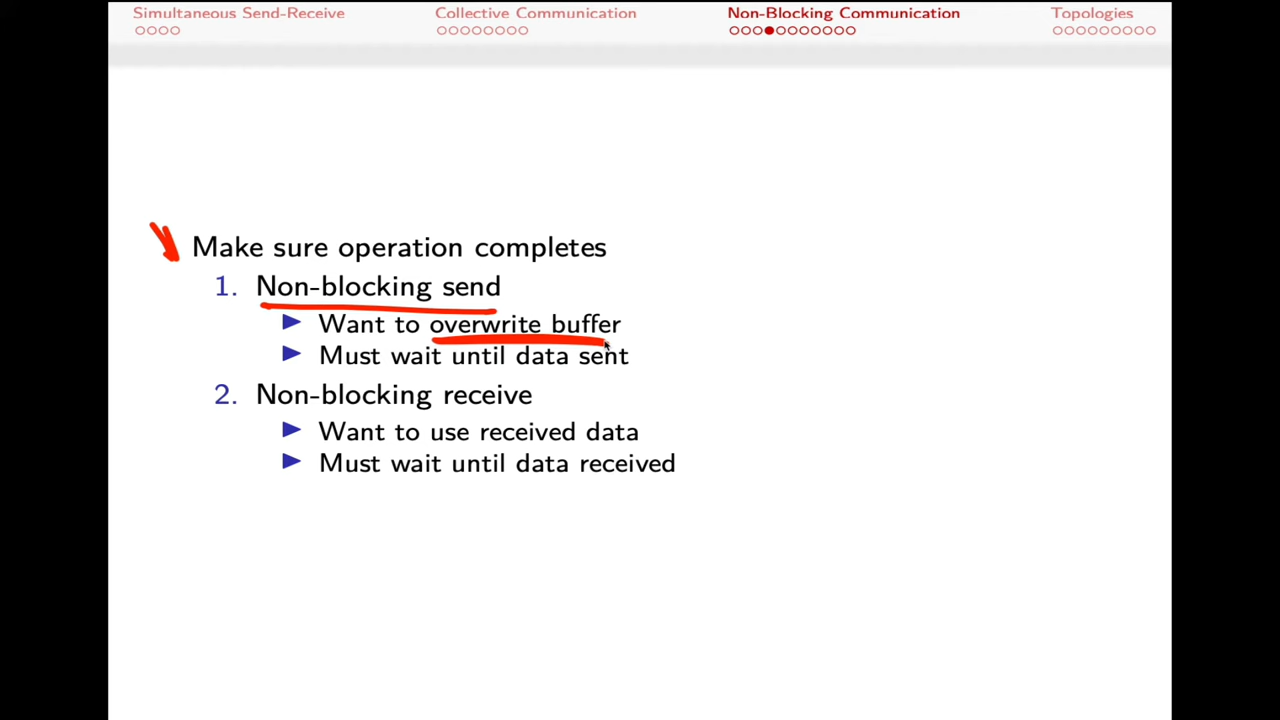 Simultaneous Send-Receive Collective Communication Non-Blocking Communication Topologies
Make sure operation completes
1. Non-blocking send
Want to overwrite buffer
Must wait until data sent
2. Non-blocking receive
Want to use received data
Must wait until data received